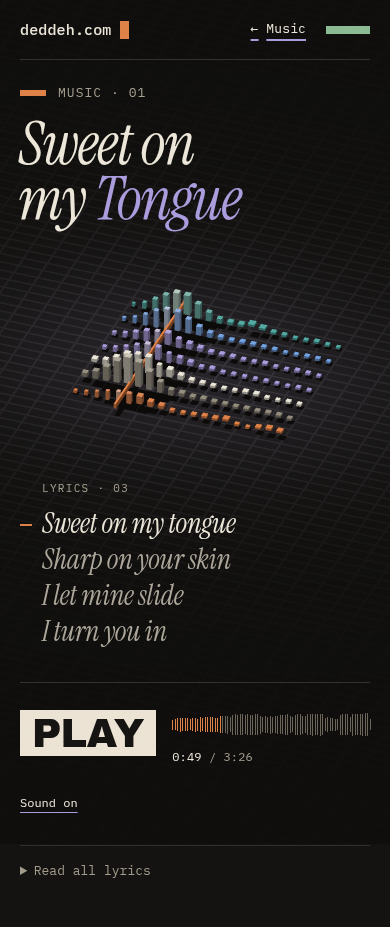 deddeh.com
← Music
MUSIC · 01
Sweet on
my Tongue
LYRICS · 03
Sweet on my tongue
Sharp on your skin
I let mine slide
I turn you in
PLAY
0:49 / 3:26
Sound on
Read all lyrics